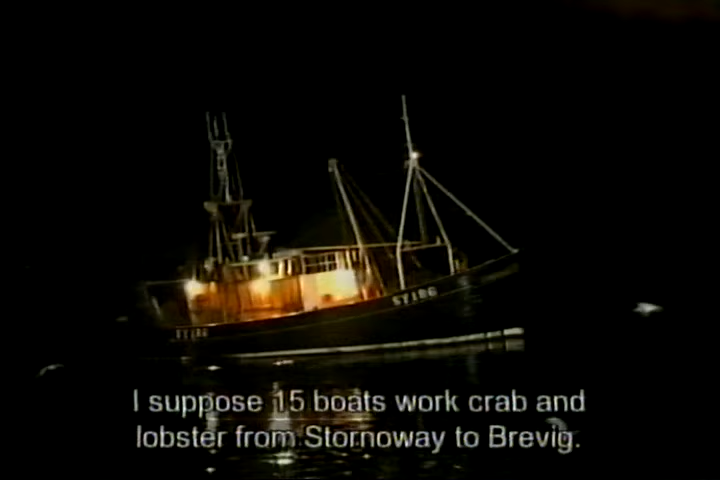 SY186
I suppose 15 boats work crab and
lobster from Stornoway to Brevig.